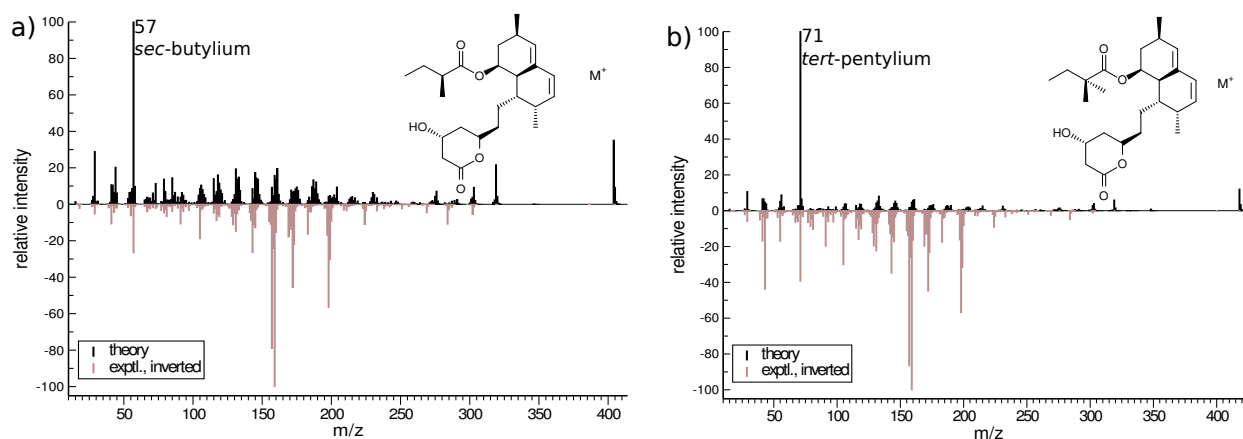 a)
57
sec-butylium
O
O
HO
O
O
M+
relative intensity
100
80
60
40
20
0
-20
-40
-60
-80
-100
theory
exptl., inverted
50
100
150
200
250
300
350
400
m/z
b)
71
tert-pentylium
O
O
HO
O
O
M+
relative intensity
100
80
60
40
20
0
-20
-40
-60
-80
-100
theory
exptl., inverted
50
100
150
200
250
300
350
400
m/z